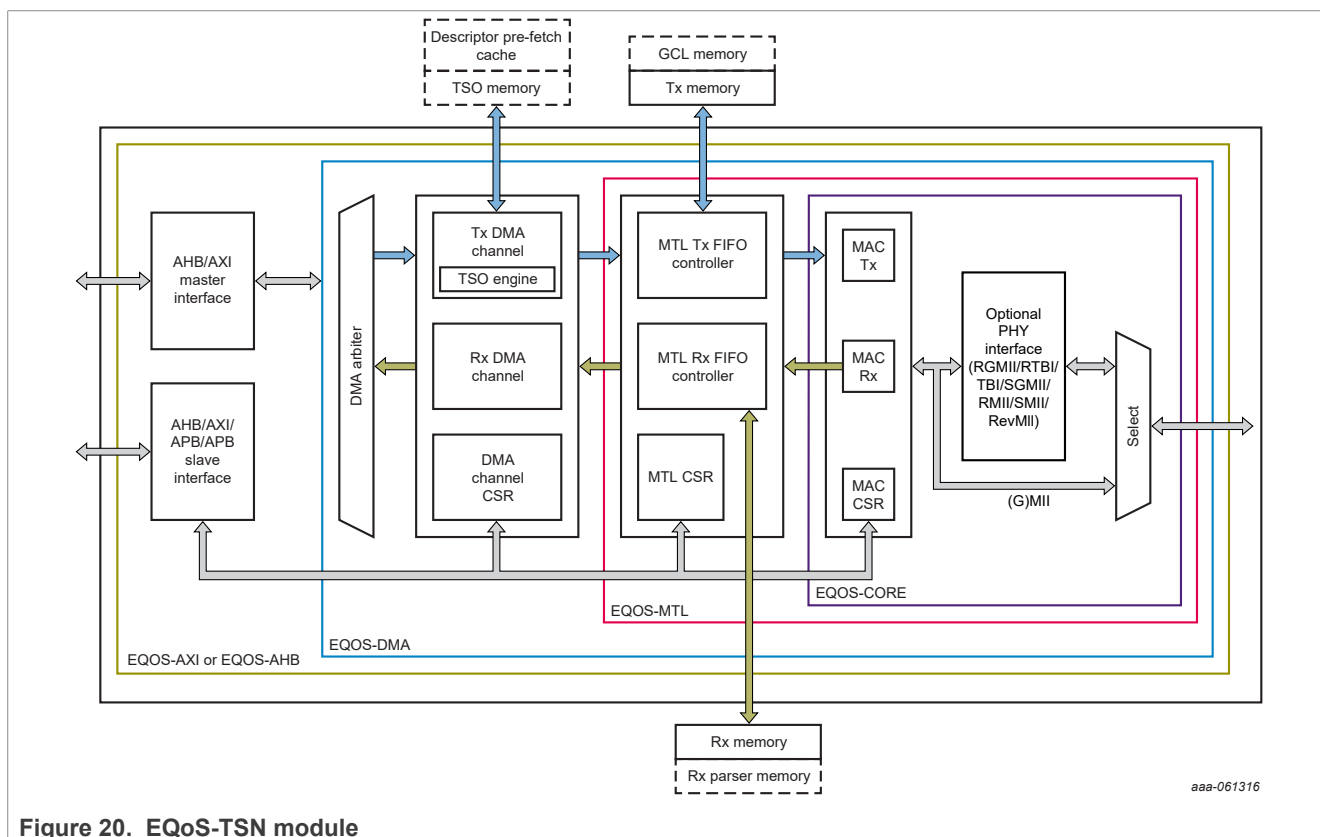 Descriptor pre-fetch
cache
TSO memory
GCL memory
Tx memory
AHB/AXI
master
interface
AHB/AXI/
APB/APB
slave
interface
DMA arbiter
Tx DMA
channel
TSO engine
Rx DMA
channel
DMA
channel
CSR
MTL Tx FIFO
controller
MTL Rx FIFO
controller
MTL CSR
MAC
Tx
MAC
Rx
MAC
CSR
Optional
PHY
interface
(RGMII/RTBI/
TBI/SGMII/
RMII/SMII/
RevMII)
(G)MII
Select
EQOS-CORE
EQOS-MTL
EQOS-DMA
EQOS-AXI or EQOS-AHB
Rx memory
Rx parser memory
aaa-061316
Figure 20. EQoS-TSN module